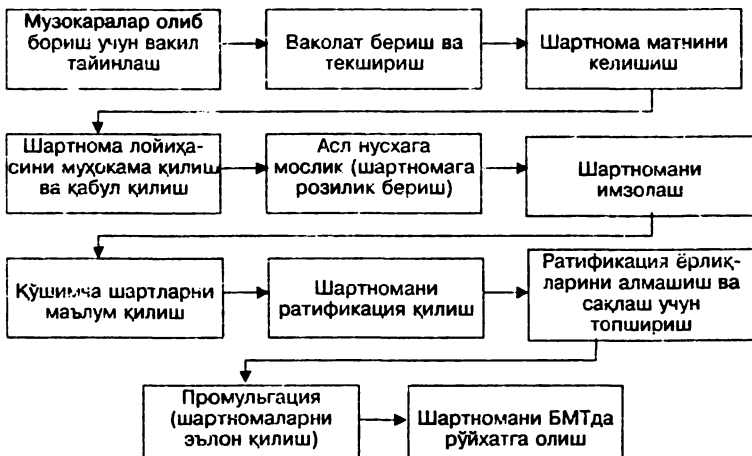 Музокаралар олиб
бориш учун вакил
тайинлаш
Ваколат бериш ва
текшириш
Шартнома матнини
келишиш
Шартнома лойиҳа-
сини муҳокама қилиш
ва қабул қилиш
Асл нусхага
мослик (шартномага
розилик бериш)
Шартномани
имзолаш
Қўшимча шартларни
маълум қилиш
Шартномани
ратификация қилиш
Ратификация ёрлиқ-
ларини алмашиш ва
сақлаш учун
топшириш
Промульгация
(шартномаларни
эълон қилиш)
Шартномани БМТда
рўйхатга олиш